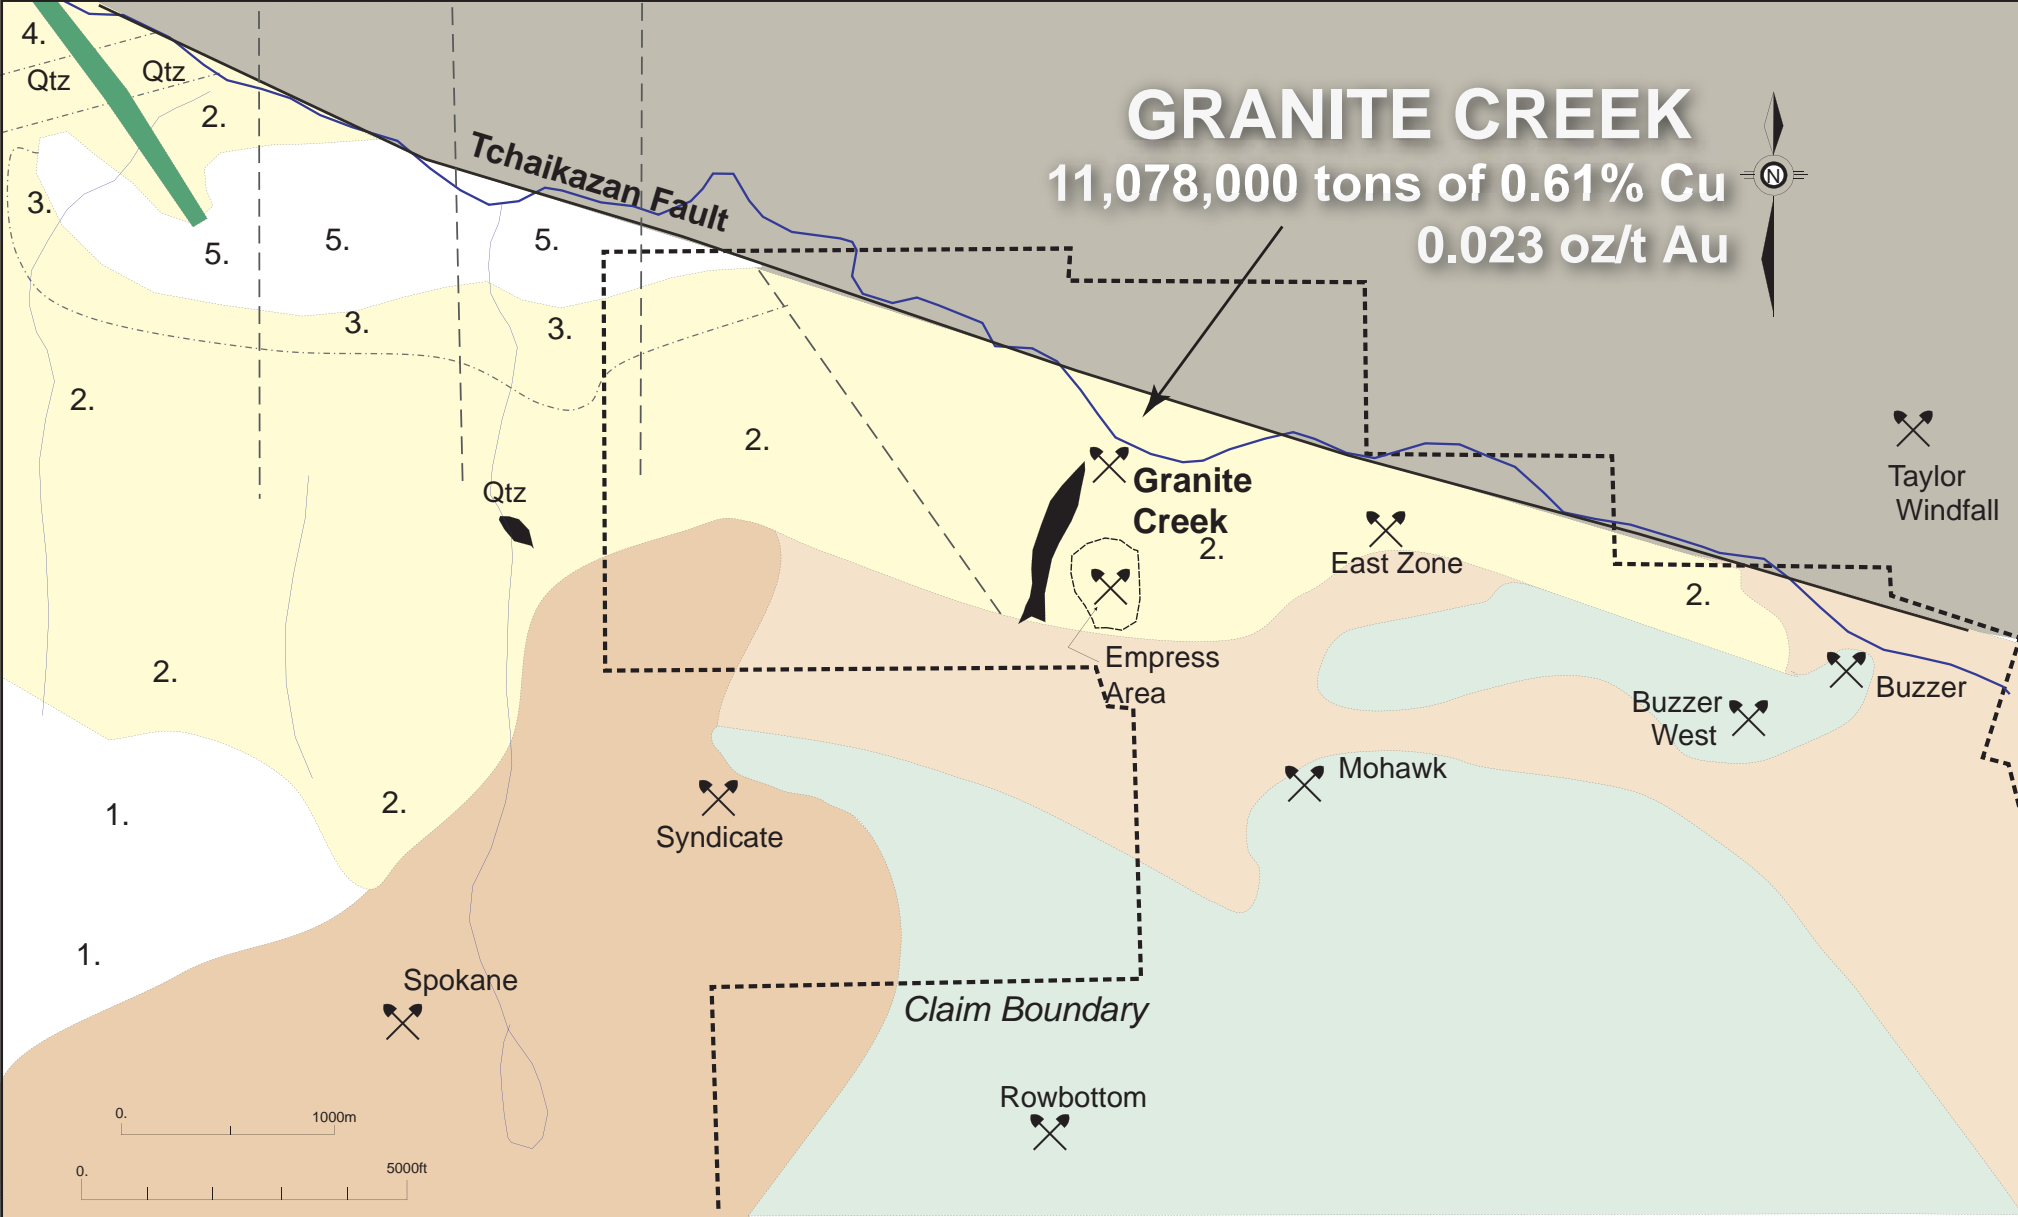 4.
Qtz
Qtz
2.
3.
5.
5.
5.
Tchaikazan Fault
GRANITE CREEK
11,078,000 tons of 0.61% Cu
0.023 oz/t Au
N
3.
3.
2.
2.
Qtz
Granite
Creek
2.
East Zone
Taylor
Windfall
2.
2.
Empress
Area
Buzzer
Buzzer
West
Mohawk
1.
2.
Syndicate
1.
Spokane
Claim Boundary
Rowbottom
0.
1000m
0.
5000ft